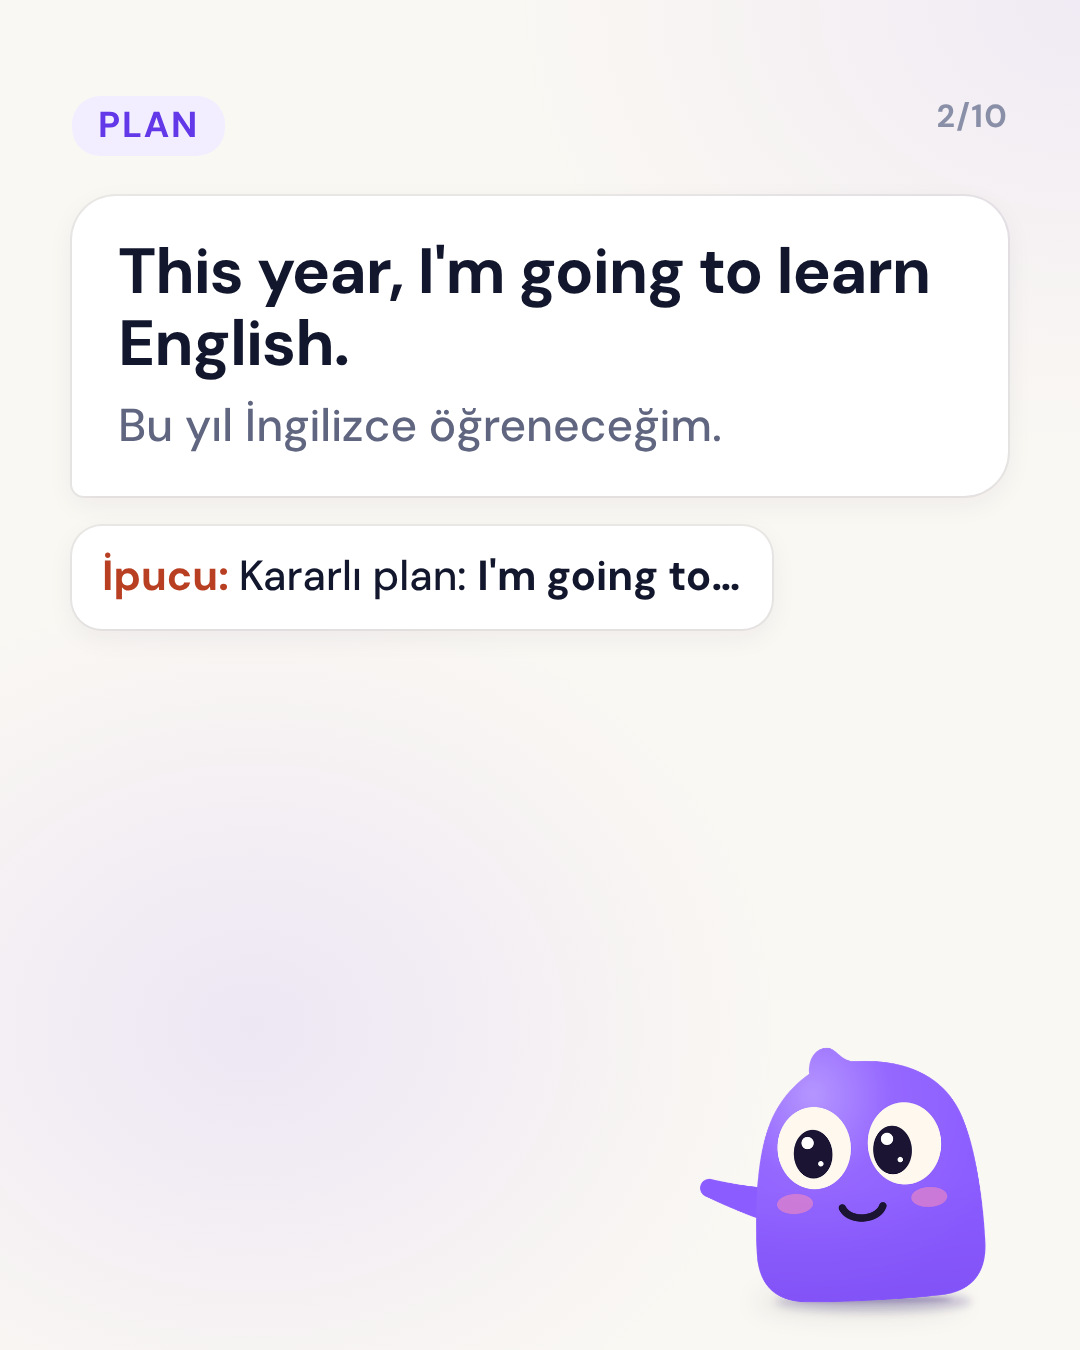 PLAN
2/10
This year, I'm going to learn
English.
Bu yıl İngilizce öğreneceğim.
İpucu: Kararlı plan: I'm going to...